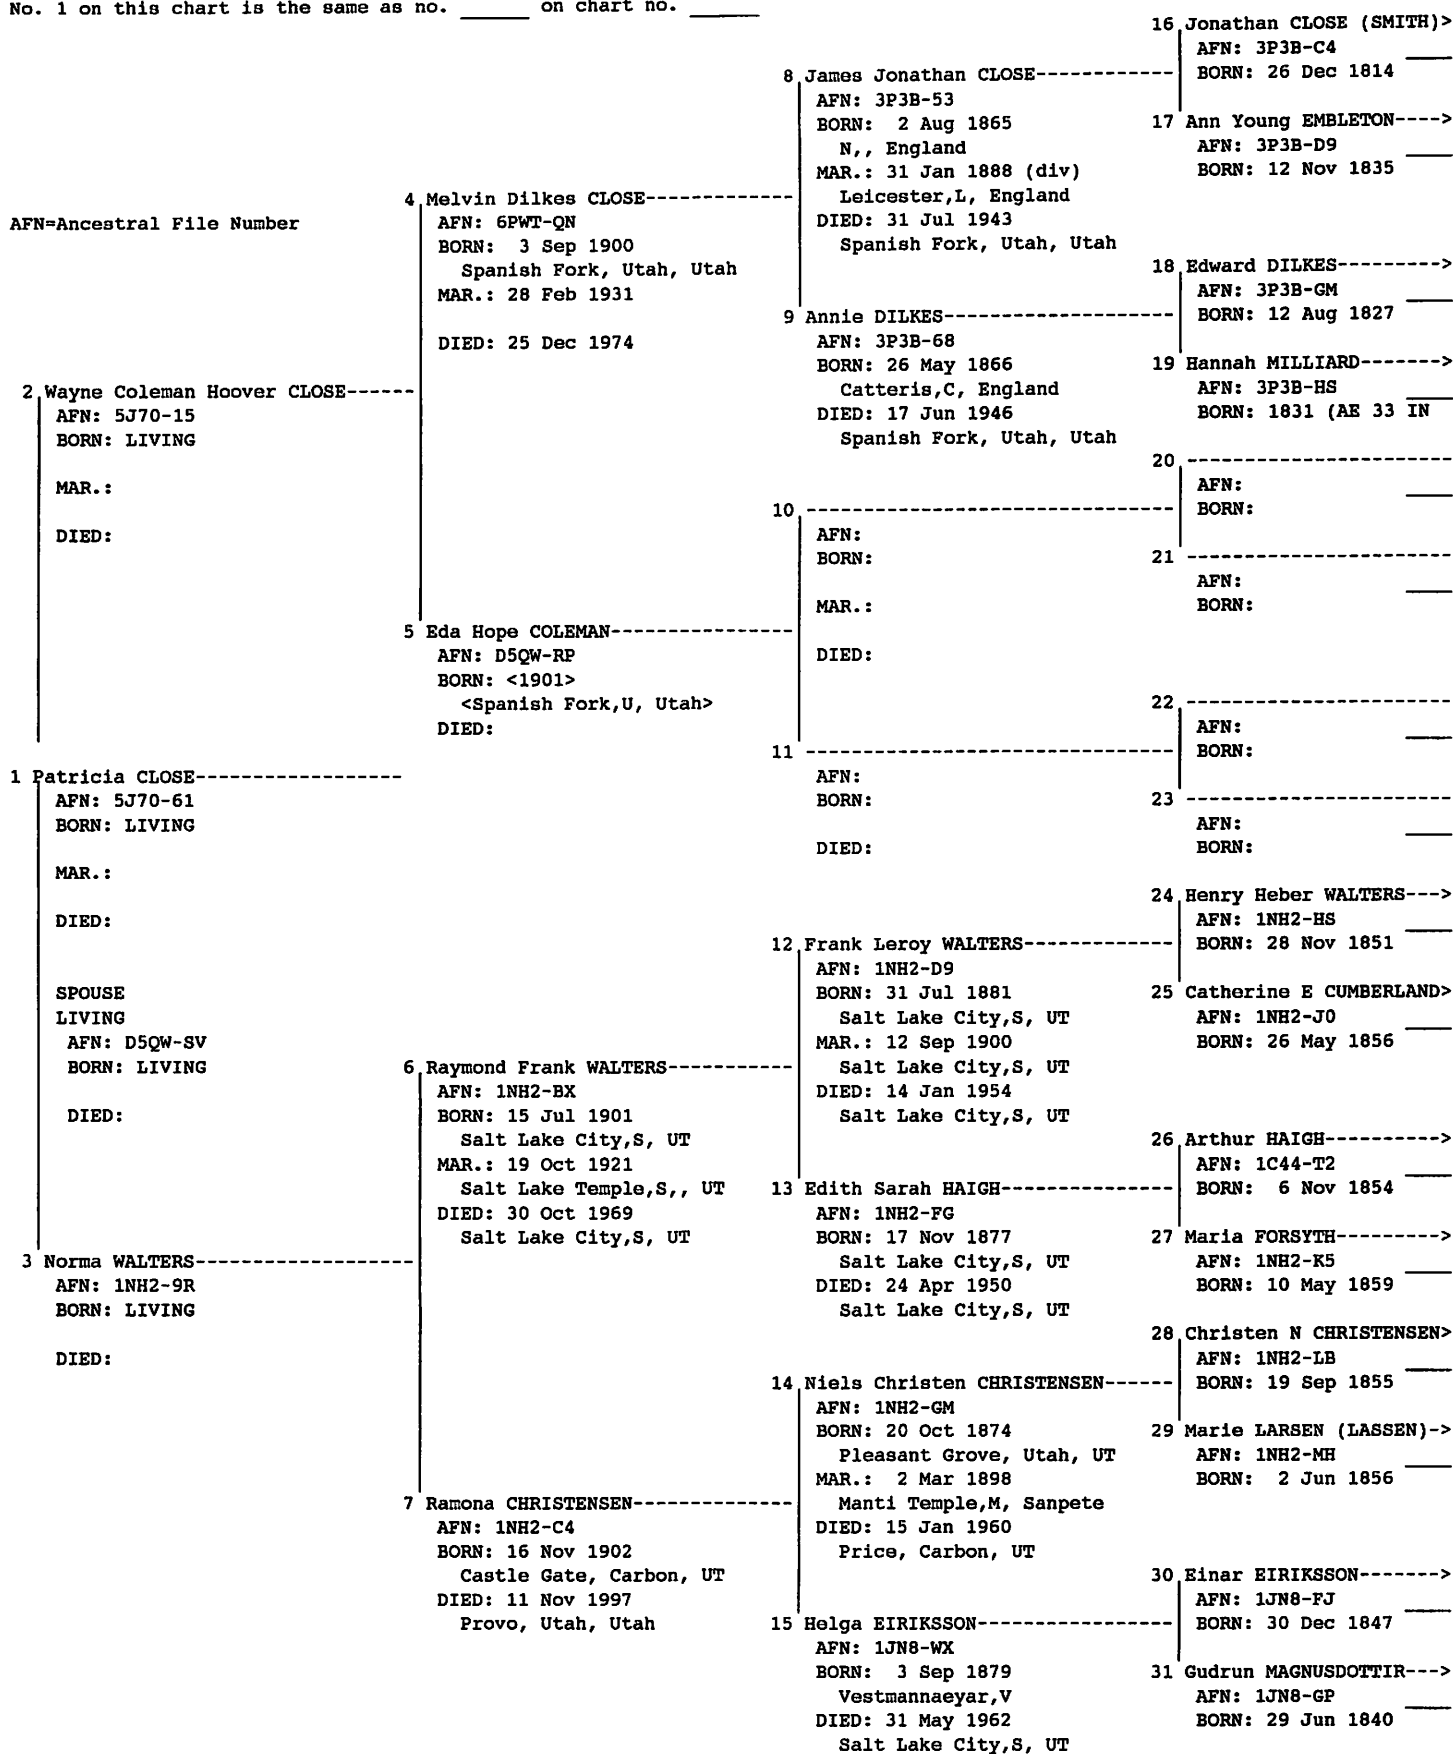 No. 1 on this chart is the same as no. ______ on chart no. ______
AFN=Ancestral File Number
1 Patricia CLOSE-----------------
AFN: 5J70-61
BORN: LIVING
MAR.:
DIED:
SPOUSE
LIVING
AFN: D5QW-SV
BORN: LIVING
DIED:
2 Wayne Coleman Hoover CLOSE------
AFN: 5J70-15
BORN: LIVING
MAR.:
DIED:
3 Norma WALTERS------------------
AFN: 1NH2-9R
BORN: LIVING
DIED:
4 Melvin Dilkes CLOSE------------
AFN: 6PWT-QN
BORN: 3 Sep 1900
Spanish Fork, Utah, Utah
MAR.: 28 Feb 1931
DIED: 25 Dec 1974
5 Eda Hope COLEMAN---------------
AFN: D5QW-RP
BORN: <1901>
<Spanish Fork,U, Utah>
DIED:
6 Raymond Frank WALTERS----------
AFN: 1NH2-BX
BORN: 15 Jul 1901
Salt Lake City,S, UT
MAR.: 19 Oct 1921
Salt Lake Temple,S,, UT
DIED: 30 Oct 1969
Salt Lake City,S, UT
7 Ramona CHRISTENSEN-------------
AFN: 1NH2-C4
BORN: 16 Nov 1902
Castle Gate, Carbon, UT
DIED: 11 Nov 1997
Provo, Utah, Utah
8 James Jonathan CLOSE-----------
AFN: 3P3B-53
BORN: 2 Aug 1865
N,, England
MAR.: 31 Jan 1888 (div)
Leicester,L, England
DIED: 31 Jul 1943
Spanish Fork, Utah, Utah
9 Annie DILKES-------------------
AFN: 3P3B-68
BORN: 26 May 1866
Catteris,C, England
DIED: 17 Jun 1946
Spanish Fork, Utah, Utah
10 -------------------------------
AFN:
BORN:
MAR.:
DIED:
11 -------------------------------
AFN:
BORN:
DIED:
12 Frank Leroy WALTERS------------
AFN: 1NH2-D9
BORN: 31 Jul 1881
Salt Lake City,S, UT
MAR.: 12 Sep 1900
Salt Lake City,S, UT
DIED: 14 Jan 1954
Salt Lake City,S, UT
13 Edith Sarah HAIGH--------------
AFN: 1NH2-FG
BORN: 17 Nov 1877
Salt Lake City,S, UT
DIED: 24 Apr 1950
Salt Lake City,S, UT
14 Niels Christen CHRISTENSEN-----
AFN: 1NH2-GM
BORN: 20 Oct 1874
Pleasant Grove, Utah, UT
MAR.: 2 Mar 1898
Manti Temple,M, Sanpete
DIED: 15 Jan 1960
Price, Carbon, UT
15 Helga EIRIKSSON----------------
AFN: 1JN8-WX
BORN: 3 Sep 1879
Vestmannaeyar,V
DIED: 31 May 1962
Salt Lake City,S, UT
16 Jonathan CLOSE (SMITH)>
AFN: 3P3B-C4
BORN: 26 Dec 1814
17 Ann Young EMBLETON---->
AFN: 3P3B-D9
BORN: 12 Nov 1835
18 Edward DILKES--------->
AFN: 3P3B-GM
BORN: 12 Aug 1827
19 Hannah MILLIARD------->
AFN: 3P3B-HS
BORN: 1831 (AE 33 IN
20 -----------------------
AFN:
BORN:
21 -----------------------
AFN:
BORN:
22 -----------------------
AFN:
BORN:
23 -----------------------
AFN:
BORN:
24 Henry Heber WALTERS--->
AFN: 1NH2-HS
BORN: 28 Nov 1851
25 Catherine E CUMBERLAND>
AFN: 1NH2-J0
BORN: 26 May 1856
26 Arthur HAIGH---------->
AFN: 1C44-T2
BORN: 6 Nov 1854
27 Maria FORSYTH--------->
AFN: 1NH2-K5
BORN: 10 May 1859
28 Christen N CHRISTENSEN>
AFN: 1NH2-LB
BORN: 19 Sep 1855
29 Marie LARSEN (LASSEN)->
AFN: 1NH2-MH
BORN: 2 Jun 1856
30 Einar EIRIKSSON------->
AFN: 1JN8-FJ
BORN: 30 Dec 1847
31 Gudrun MAGNUSDOTTIR--->
AFN: 1JN8-GP
BORN: 29 Jun 1840